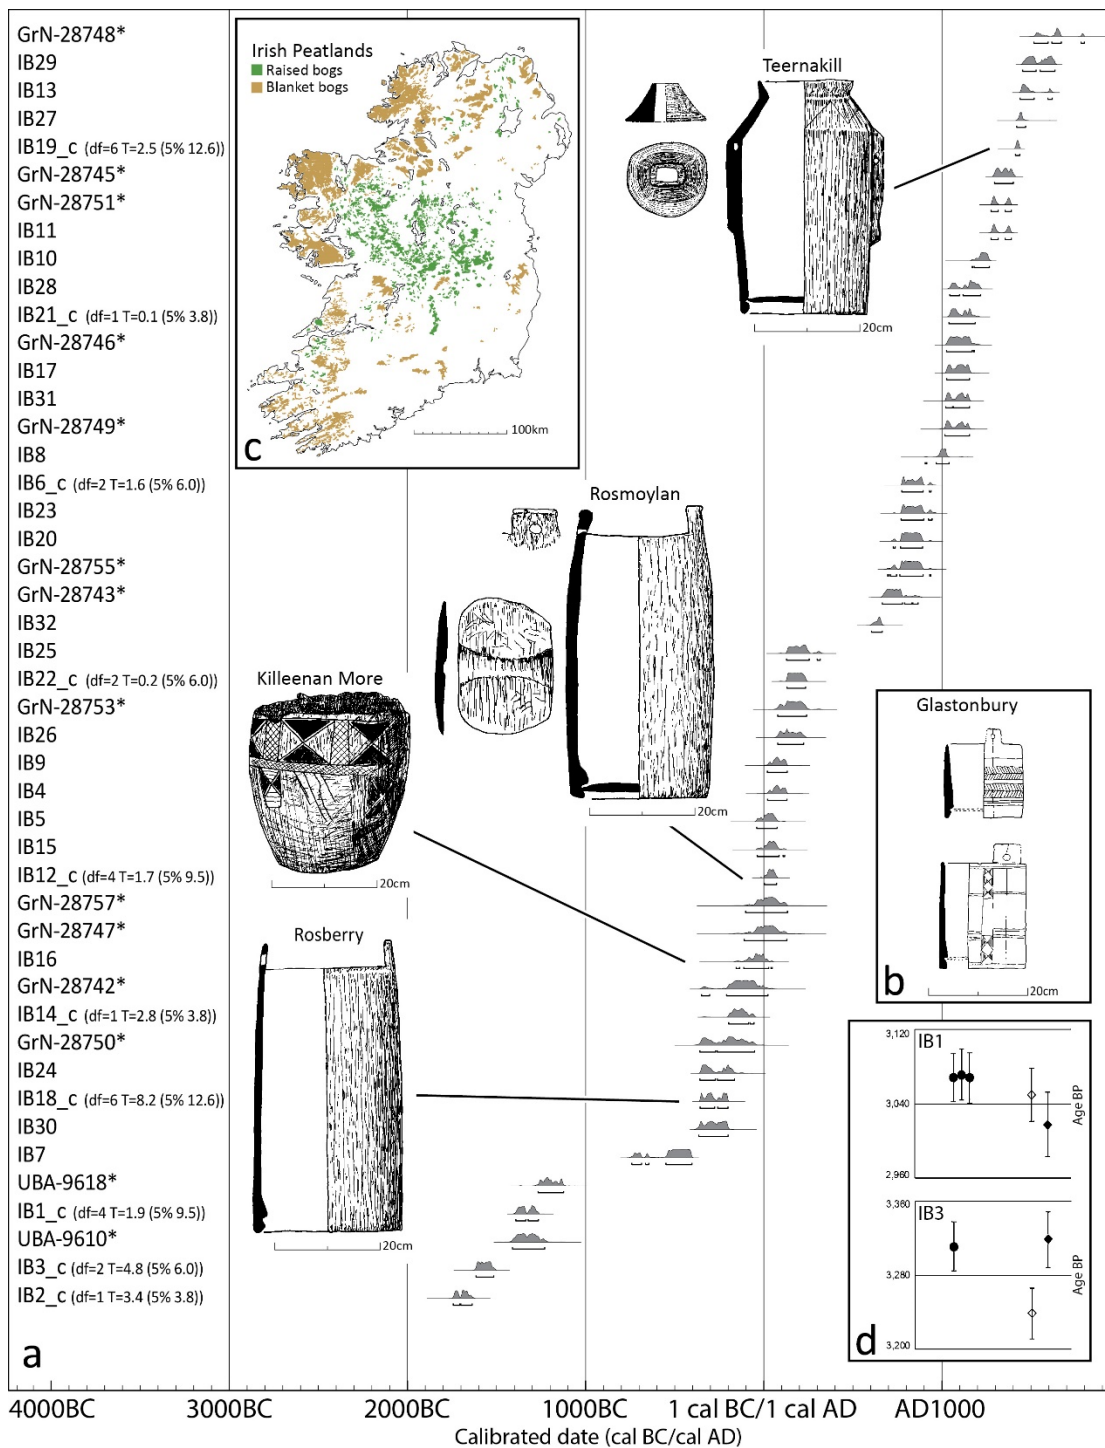 GrN-28748*
IB29
IB13
IB27
IB19_c (df=6 T=2.5 (5% 12.6))
GrN-28745*
GrN-28751*
IB11
IB10
IB28
IB21_c (df=1 T=0.1 (5% 3.8))
GrN-28746*
IB17
IB31
GrN-28749*
IB8
IB6_c (df=2 T=1.6 (5% 6.0))
IB23
IB20
GrN-28755*
GrN-28743*
IB32
IB25
IB22_c (df=2 T=0.2 (5% 6.0))
GrN-28753*
IB26
IB9
IB4
IB5
IB15
IB12_c (df=4 T=1.7 (5% 9.5))
GrN-28757*
GrN-28747*
IB16
GrN-28742*
IB14_c (df=1 T=2.8 (5% 3.8))
GrN-28750*
IB24
IB18_c (df=6 T=8.2 (5% 12.6))
IB30
IB7
UBA-9618*
IB1_c (df=4 T=1.9 (5% 9.5))
UBA-9610*
IB3_c (df=2 T=4.8 (5% 6.0))
IB2_c (df=1 T=3.4 (5% 3.8))
a
Irish Peatlands
Raised bogs
Blanket bogs
100km
c
Teernakill
20cm
Rosmoylan
20cm
Killeenan More
20cm
Rosberry
20cm
Glastonbury
20cm
b
IB1
3,120
3,040
2,960
Age BP
IB3
3,360
3,280
3,200
Age BP
d
4000BC 3000BC 2000BC 1000BC 1 cal BC/1 cal AD AD1000
Calibrated date (cal BC/cal AD)